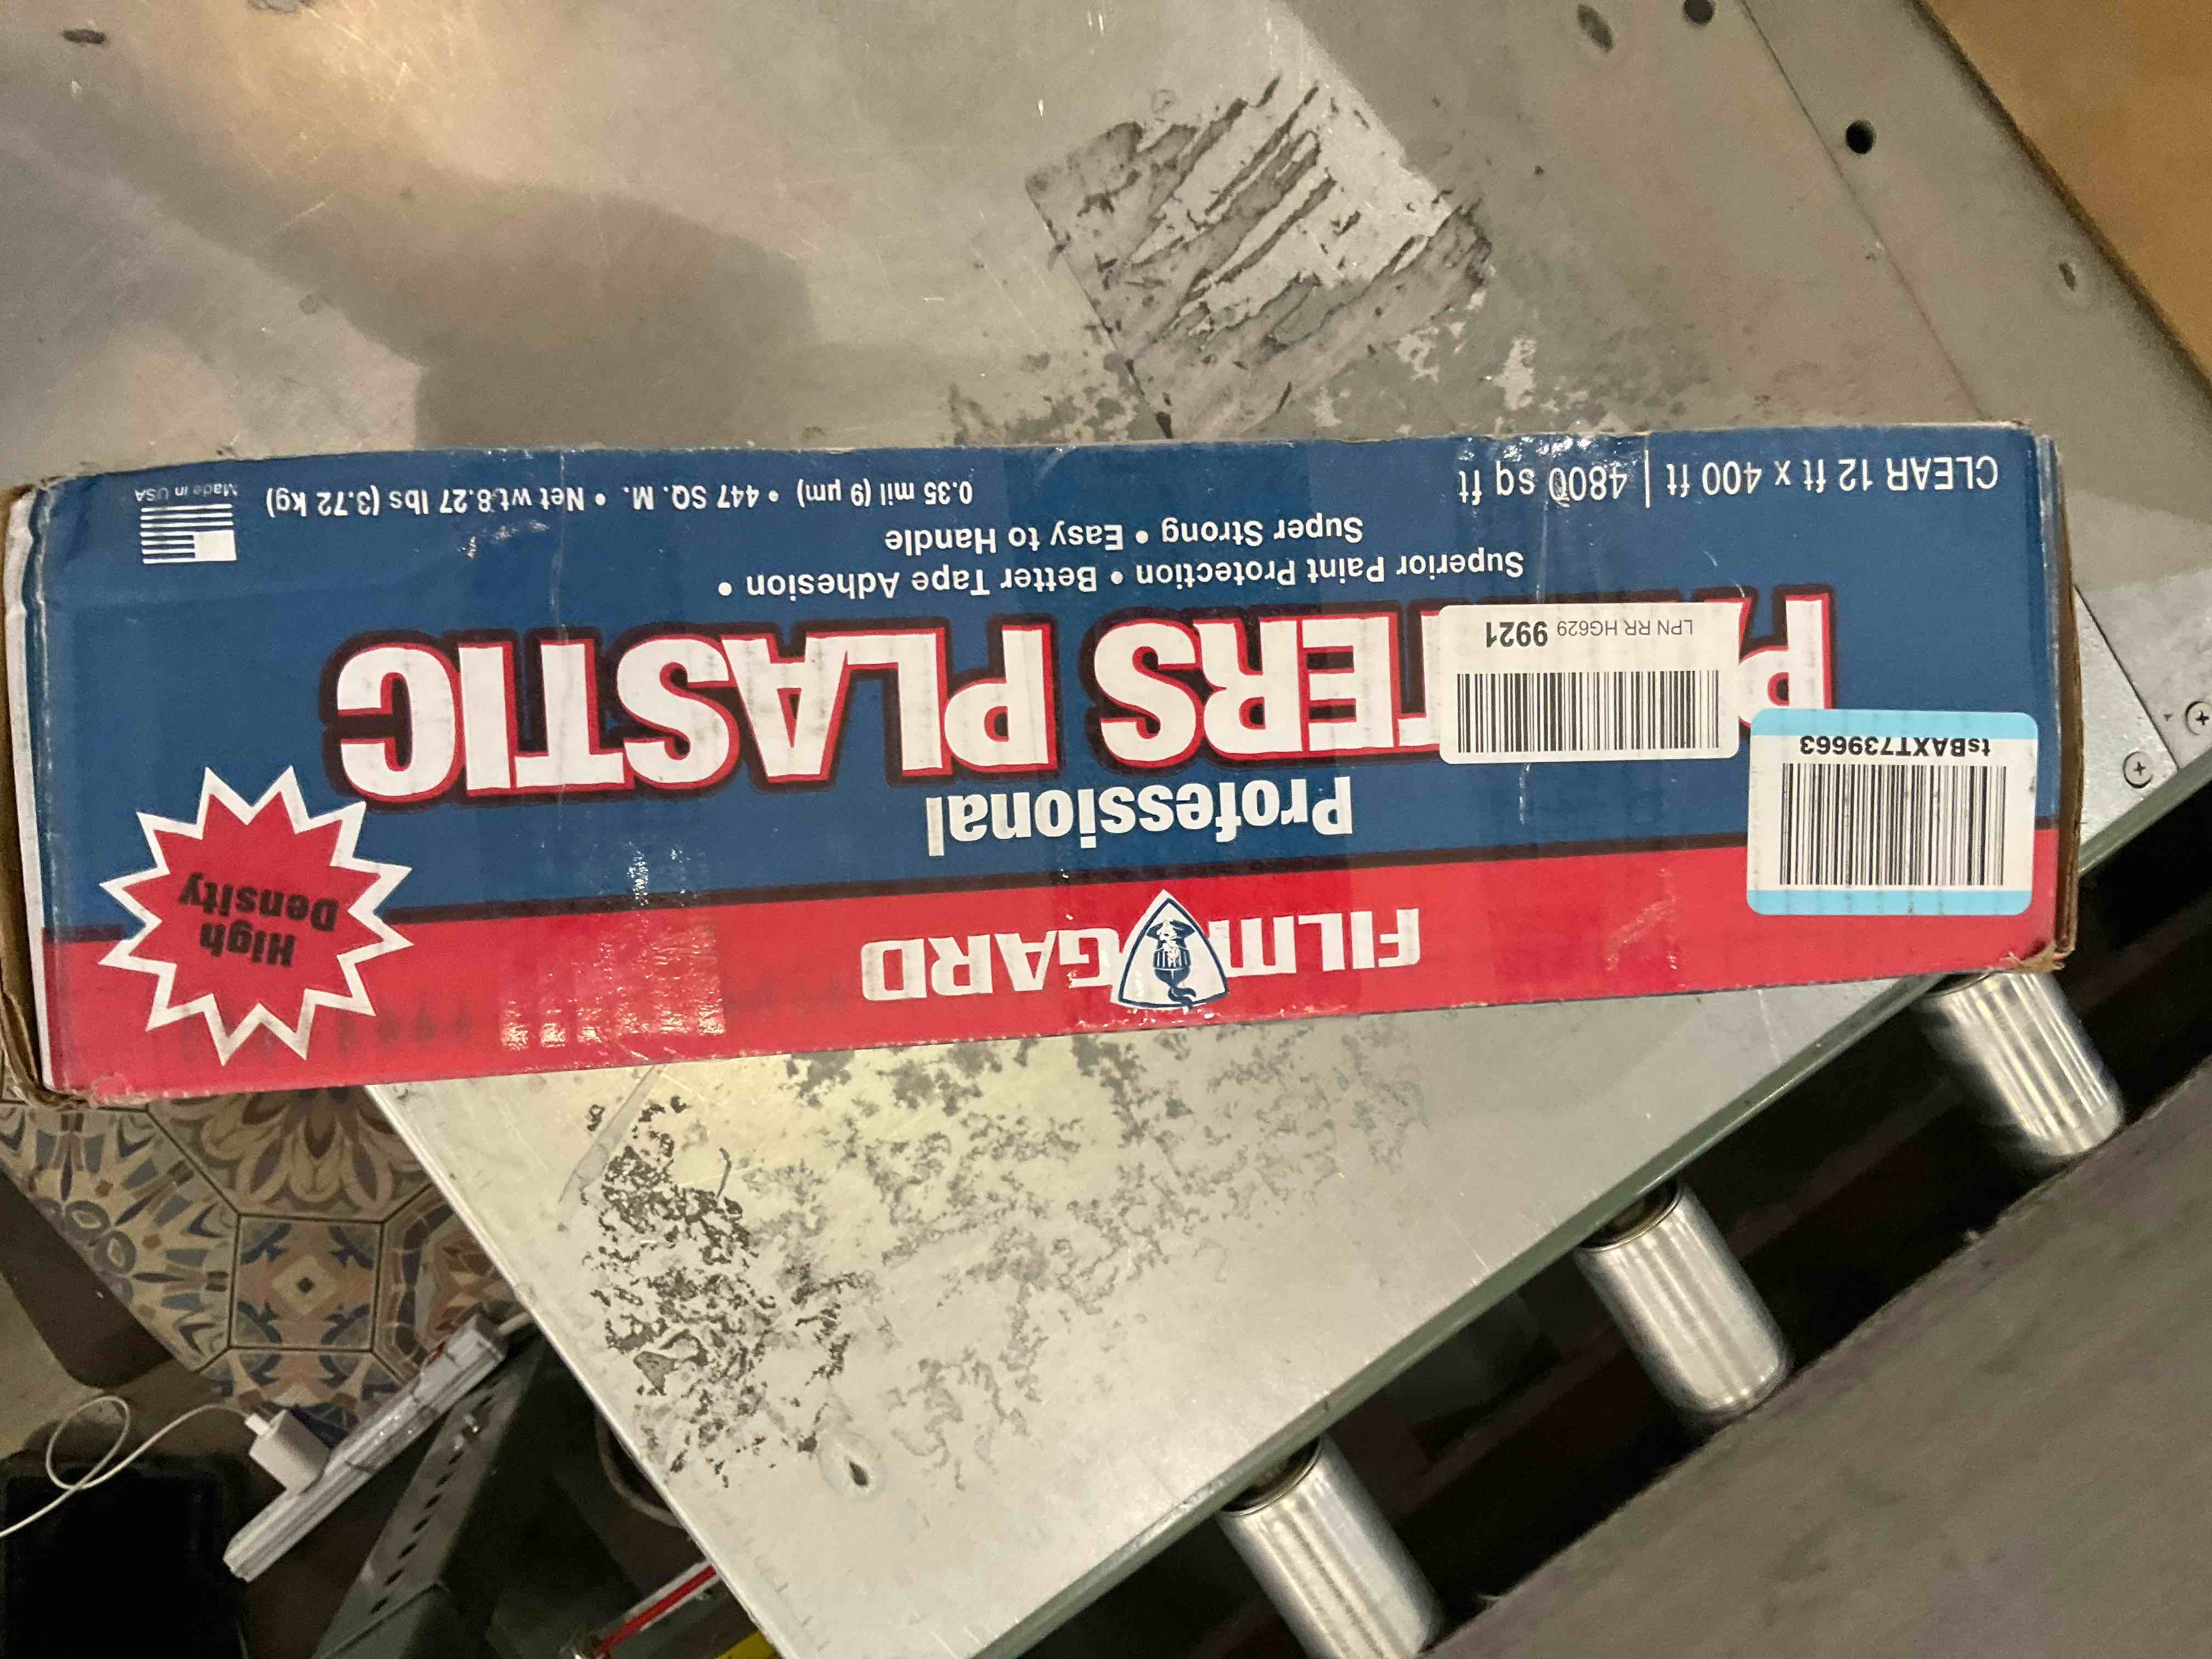 FILM GARD
Professional
PAINTERS PLASTIC
High
Density
Superior Paint Protection • Better Tape Adhesion •
Super Strong • Easy to Handle
CLEAR 12 ft x 400 ft | 4800 sq ft
0.35 mil (9 µm) • 447 SQ. M. • Net wt.8.27 lbs (3.72 kg)
Made in USA
tsBAXT739663
LPN RR HG629 9921